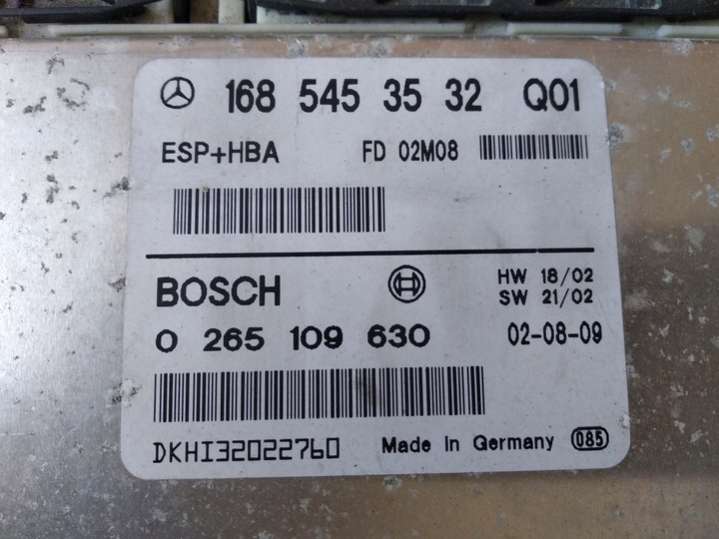 168 545 35 32 Q01
ESP+HBA FD 02M08
BOSCH HW 18/02
SW 21/02
0 265 109 630 02-08-09
DKHI32022760 Made in Germany 085